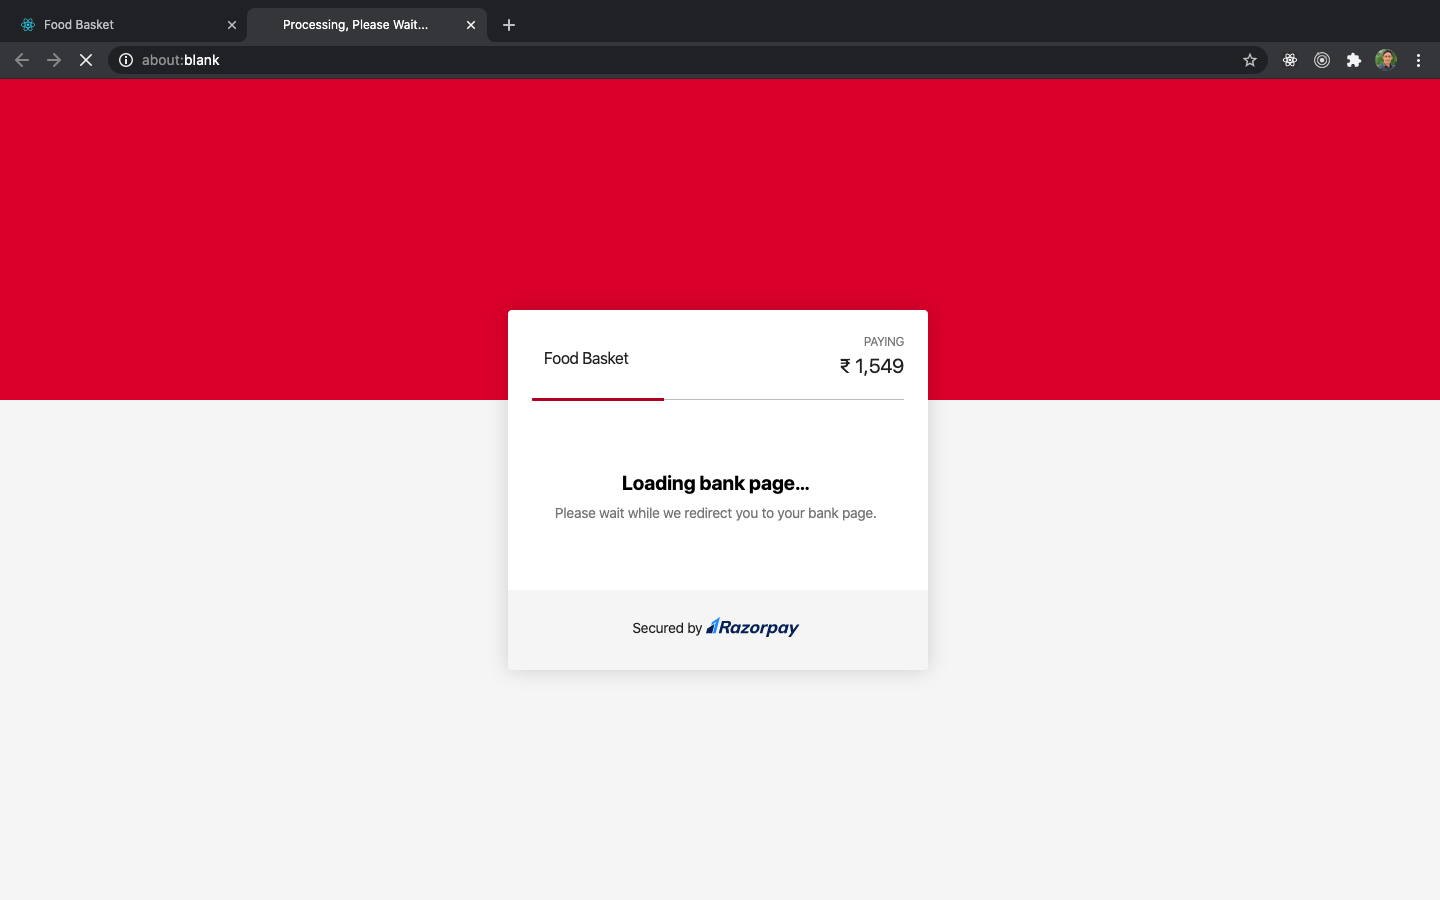 Food Basket
Processing, Please Wait...
about:blank
Food Basket
PAYING
₹ 1,549
Loading bank page...
Please wait while we redirect you to your bank page.
Secured by Razorpay